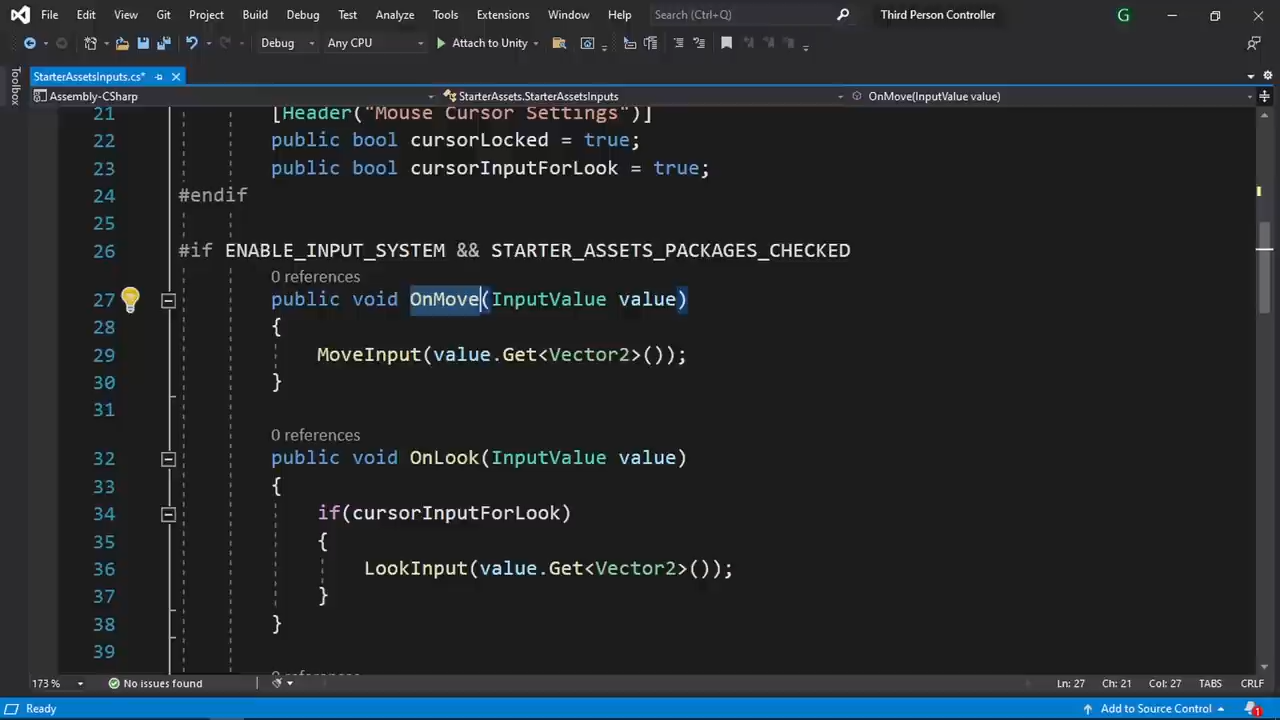 File Edit View Git Project Build Debug Test Analyze Tools Extensions Window Help Search (Ctrl+Q) Third Person Controller G
Debug Any CPU Attach to Unity
StarterAssetsInputs.cs*
Assembly-CSharp StarterAssets.StarterAssetsInputs OnMove(InputValue value)
Toolbox
21 [Header("Mouse Cursor Settings")]
22 public bool cursorLocked = true;
23 public bool cursorInputForLook = true;
24 #endif
25
26 #if ENABLE_INPUT_SYSTEM && STARTER_ASSETS_PACKAGES_CHECKED
0 references
27 public void OnMove(InputValue value)
28 {
29 MoveInput(value.Get<Vector2>());
30 }
31
0 references
32 public void OnLook(InputValue value)
33 {
34 if(cursorInputForLook)
35 {
36 LookInput(value.Get<Vector2>());
37 }
38 }
39
173 % No issues found Ln: 27 Ch: 21 Col: 27 TABS CRLF
Ready Add to Source Control 1